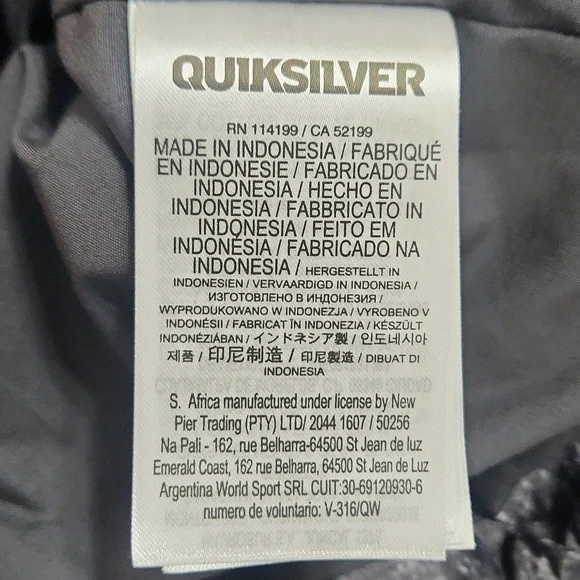 QUIKSILVER
RN 114199 / CA 52199
MADE IN INDONESIA / FABRIQUÉ
EN INDONESIE / FABRICADO EN
INDONESIA / HECHO EN
INDONESIA / FABBRICATO IN
INDONESIA / FEITO EM
INDONÉSIA / FABRICADO NA
INDONESIA / HERGESTELLT IN
INDONESIEN / VERVAARDIGD IN INDONESIA /
ИЗГОТОВЛЕНО В ИНДОНЕЗИИ /
WYPRODUKOWANO W INDONEZJA / VYROBENO V
INDONÉSII / FABRICAT ÎN INDONEZIA / KÉSZÜLT
INDONÉZIÁBAN / インドネシア製 / 인도네시아
제품 / 印尼制造 / 印尼製造 / DIBUAT DI
INDONESIA
S. Africa manufactured under license by New
Pier Trading (PTY) LTD/ 2044 1607 / 50256
Na Pali - 162, rue Belharra-64500 St Jean de luz
Emerald Coast, 162 rue Belharra, 64500 St Jean de Luz
Argentina World Sport SRL CUIT:30-69120930-6
numero de voluntario: V-316/QW